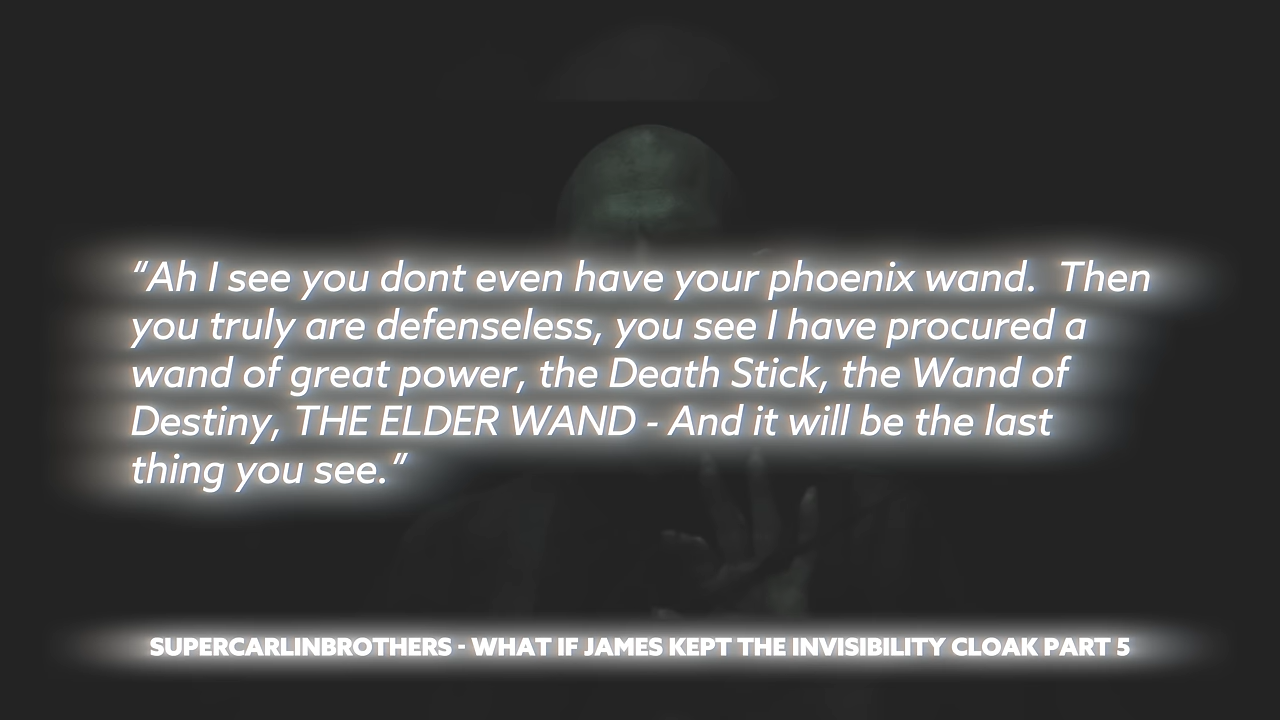 “Ah I see you dont even have your phoenix wand.  Then
you truly are defenseless, you see I have procured a
wand of great power, the Death Stick, the Wand of
Destiny, THE ELDER WAND - And it will be the last
thing you see.”
SUPERCARLINBROTHERS - WHAT IF JAMES KEPT THE INVISIBILITY CLOAK PART 5